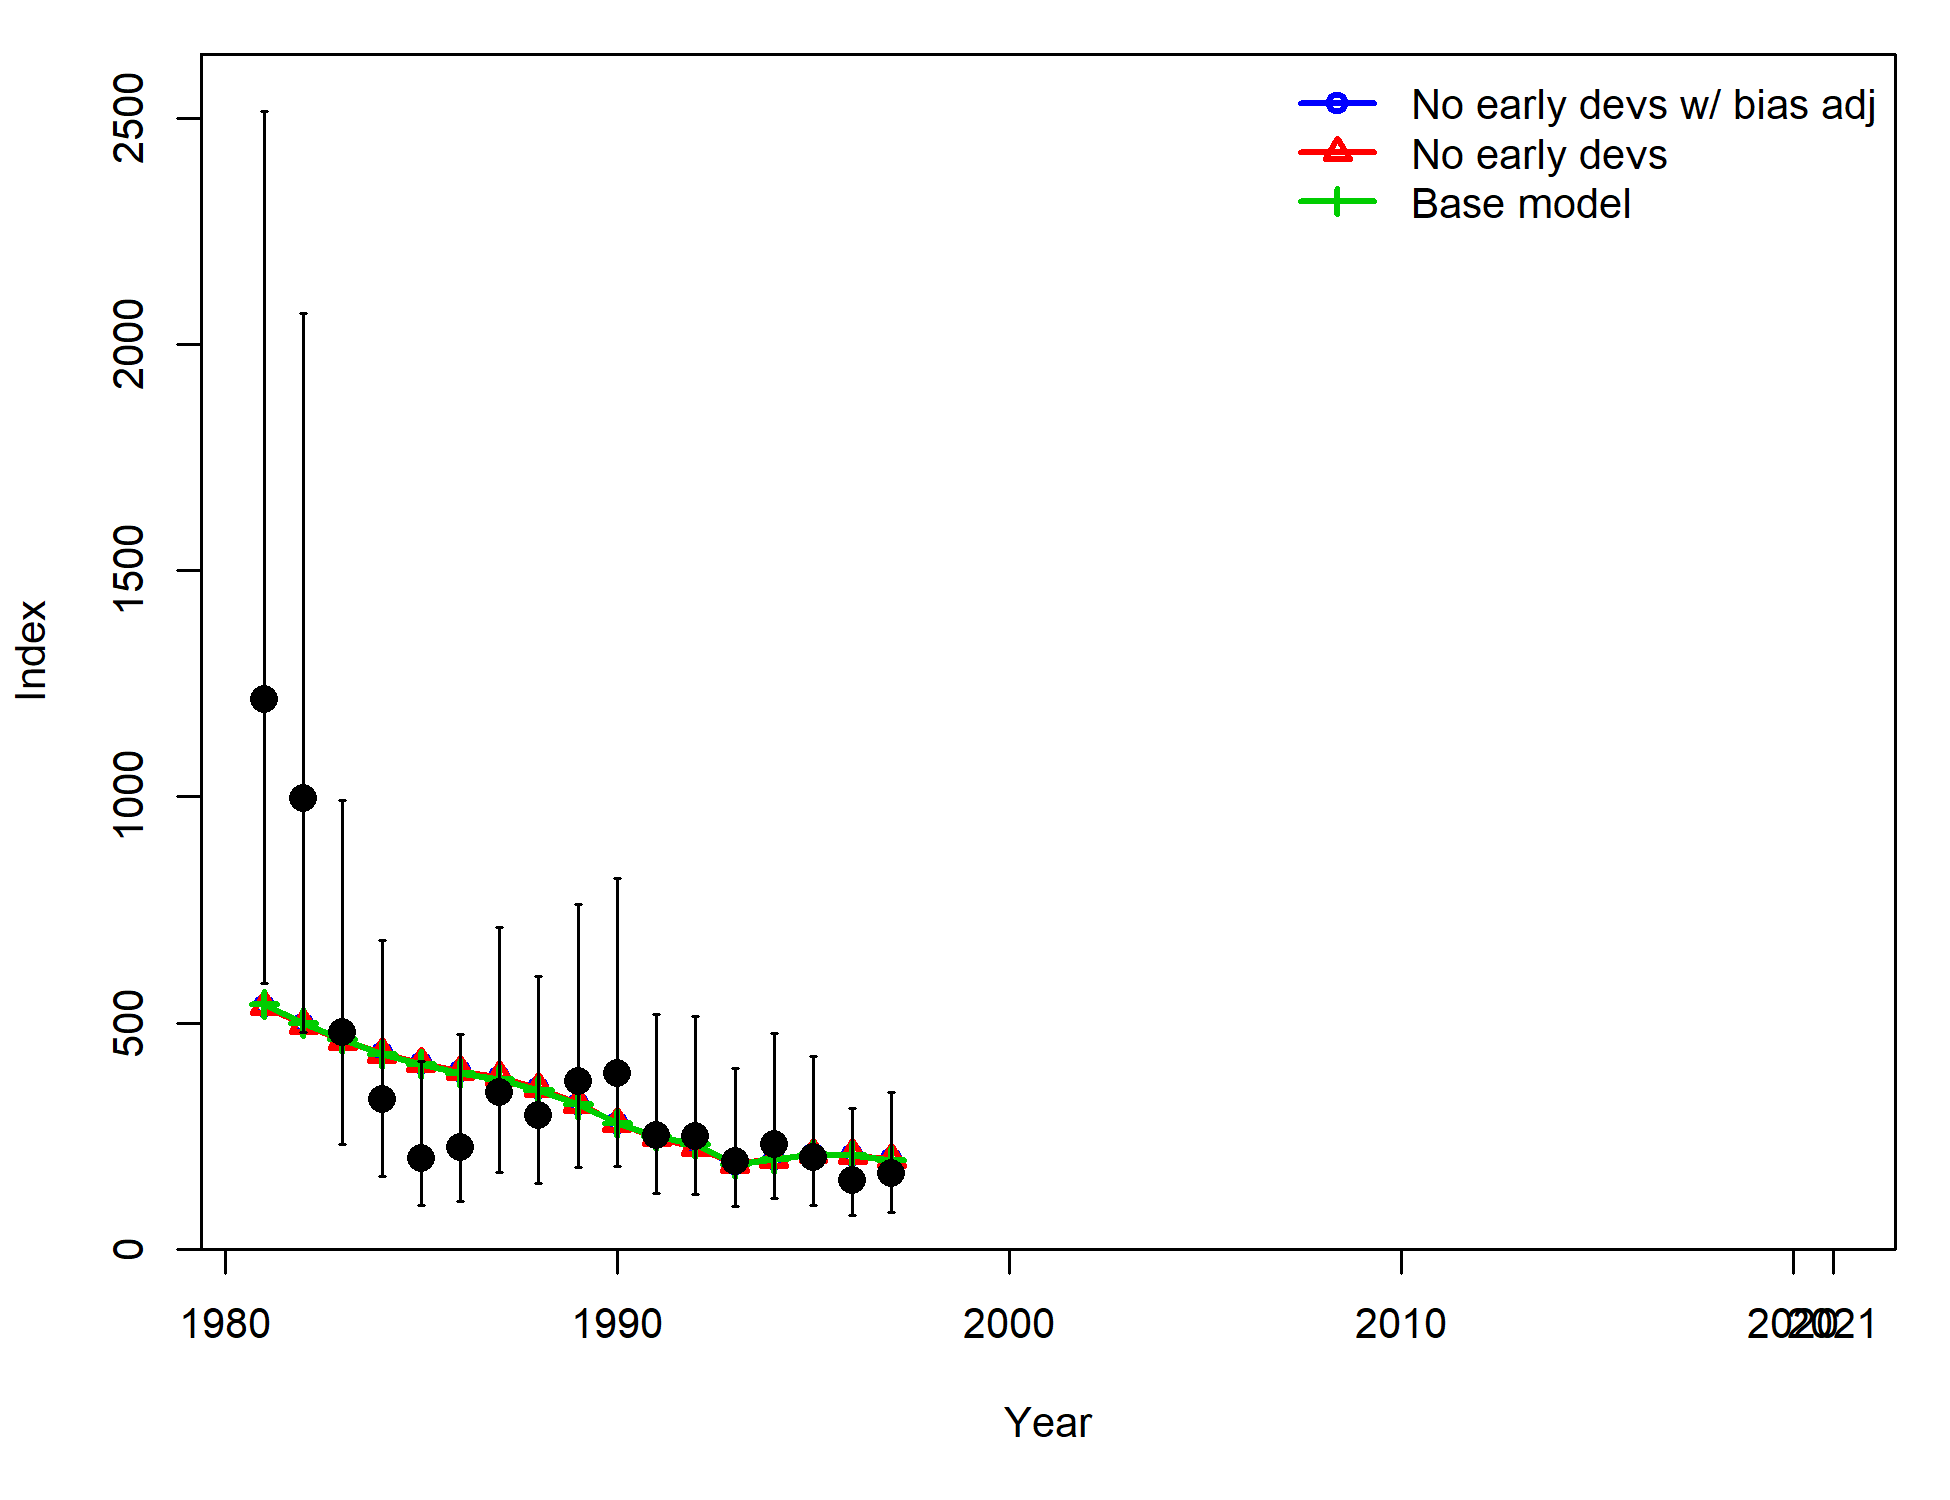 No early devs w/ bias adj
No early devs
Base model
2500
2000
1500
1000
500
0
Index
1980 1990 2000 2010 2020 2021
Year